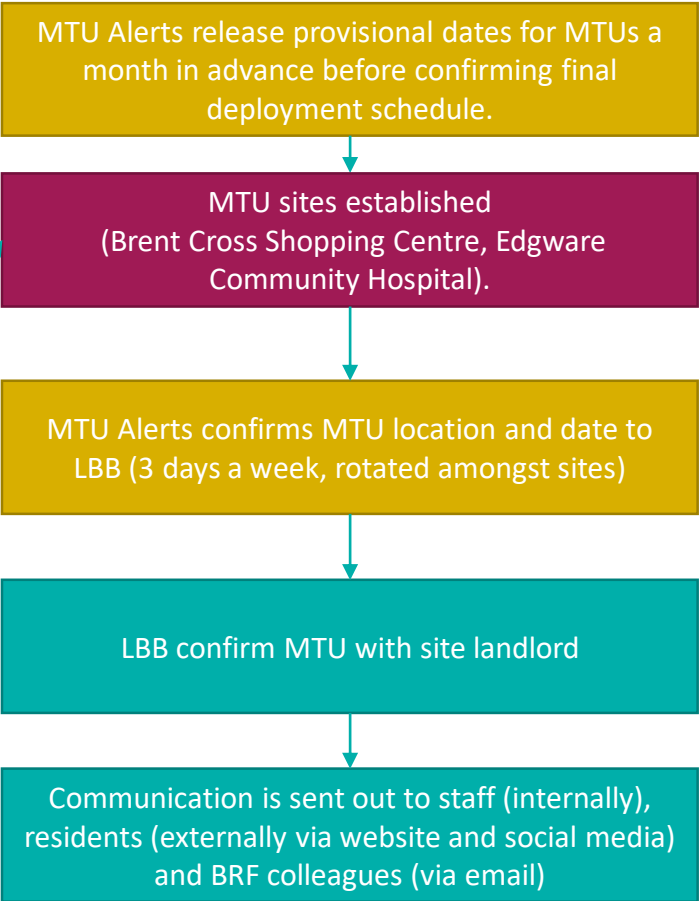 MTU Alerts release provisional dates for MTUs a
month in advance before confirming final
deployment schedule.
MTU sites established
(Brent Cross Shopping Centre, Edgware
Community Hospital).
MTU Alerts confirms MTU location and date to
LBB (3 days a week, rotated amongst sites)
LBB confirm MTU with site landlord
Communication is sent out to staff (internally),
residents (externally via website and social media)
and BRF colleagues (via email)